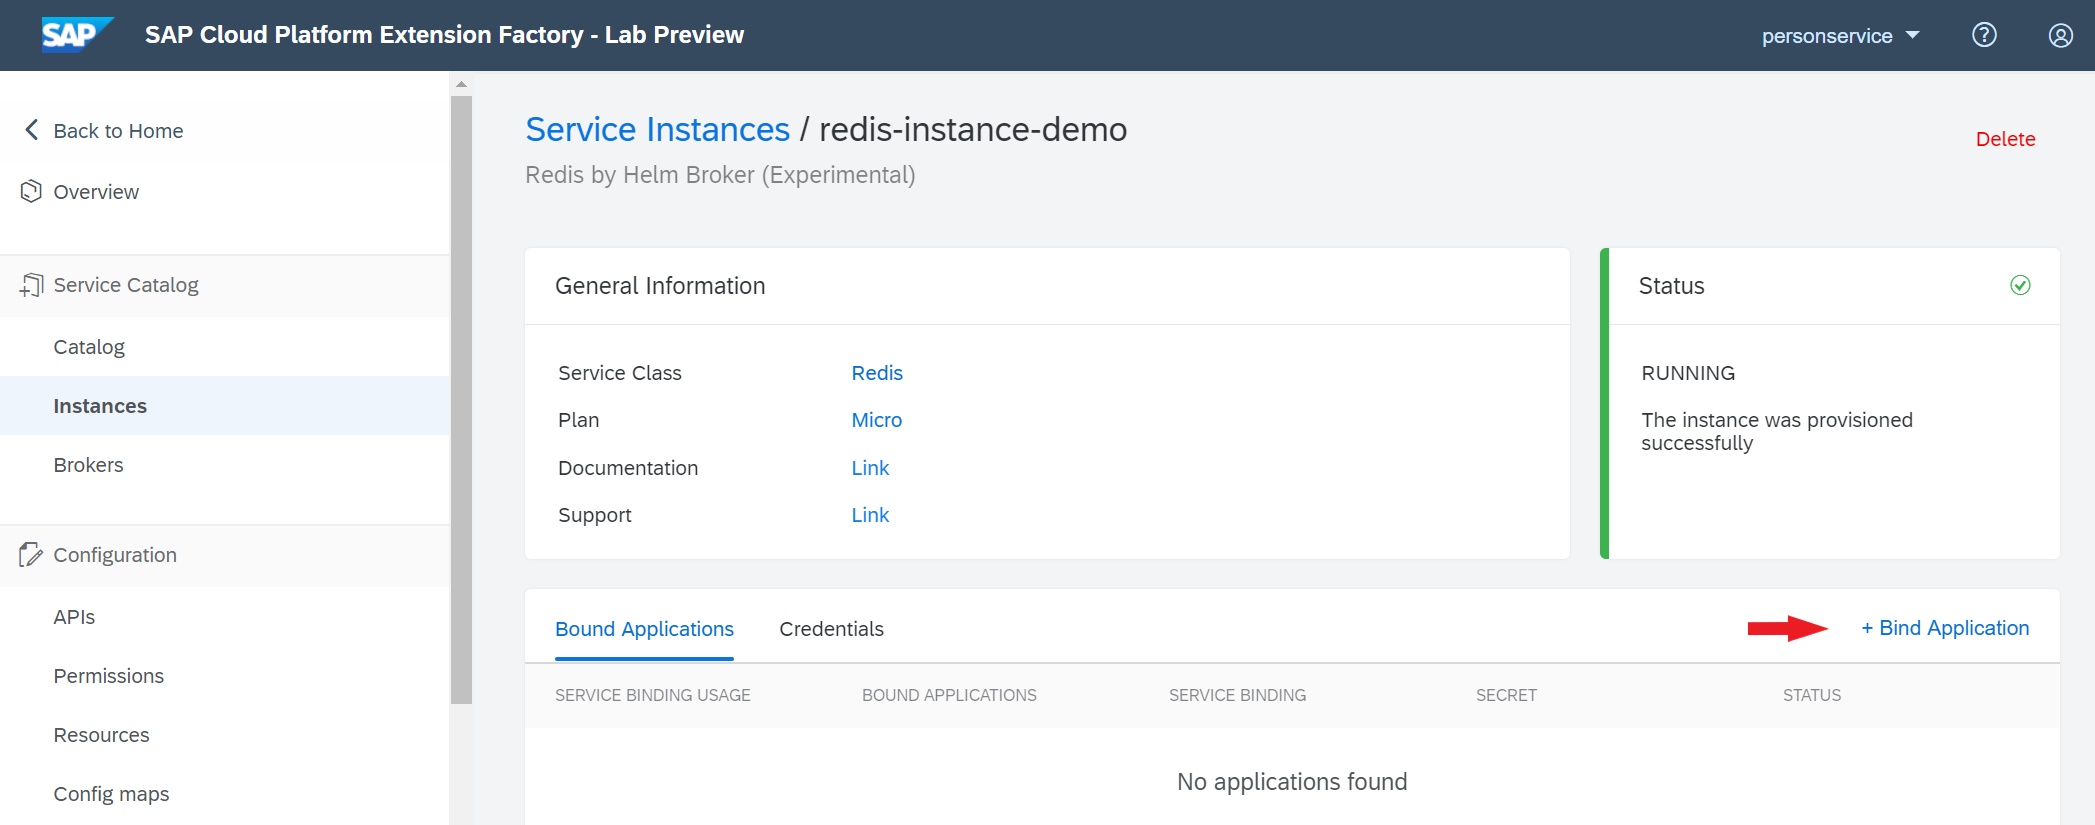 SAP SAP Cloud Platform Extension Factory - Lab Preview personservice
Back to Home
Overview
Service Catalog
Catalog
Instances
Brokers
Configuration
APIs
Permissions
Resources
Config maps
Service Instances / redis-instance-demo
Delete
Redis by Helm Broker (Experimental)
General Information
Service Class Redis
Plan Micro
Documentation Link
Support Link
Status
RUNNING
The instance was provisioned
successfully
Bound Applications Credentials + Bind Application
SERVICE BINDING USAGE BOUND APPLICATIONS SERVICE BINDING SECRET STATUS
No applications found